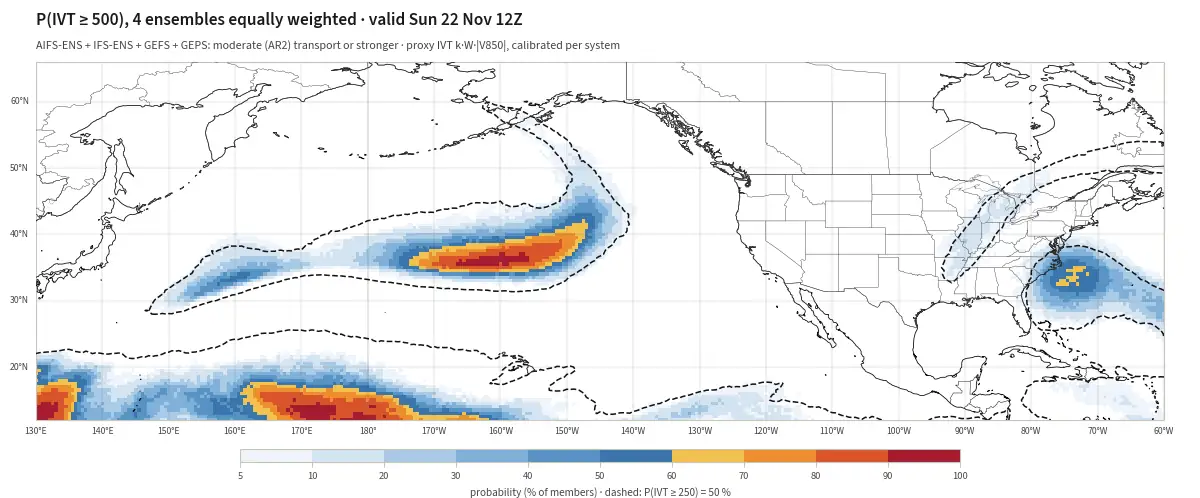 P(IVT ≥ 500), 4 ensembles equally weighted · valid Sun 22 Nov 12Z
AIFS-ENS + IFS-ENS + GEFS + GEPS: moderate (AR2) transport or stronger · proxy IVT k·W·|V850|, calibrated per system
60°N
50°N
40°N
30°N
20°N
130°E 140°E 150°E 160°E 170°E 180° 170°W 160°W 150°W 140°W 130°W 120°W 110°W 100°W 90°W 80°W 70°W 60°W
5 10 20 30 40 50 60 70 80 90 100
probability (% of members) · dashed: P(IVT ≥ 250) = 50 %